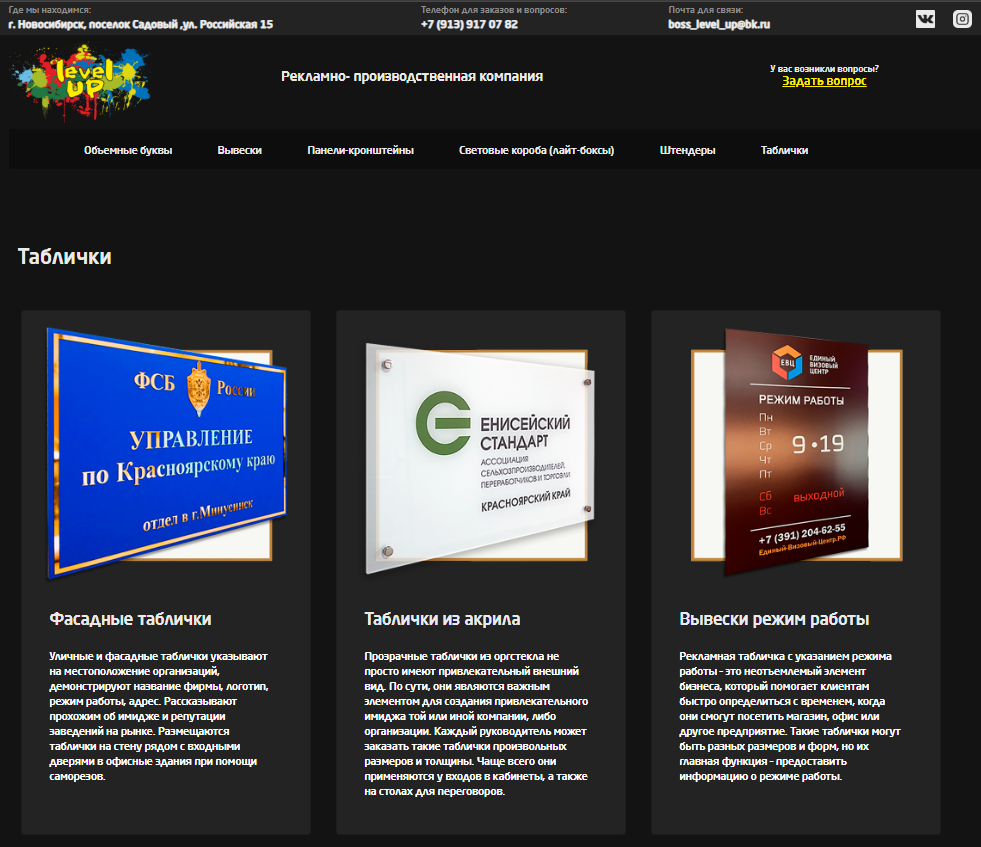 Где мы находимся:
г. Новосибирск, поселок Садовый ,ул. Российская 15
Телефон для заказов и вопросов:
+7 (913) 917 07 82
Почта для связи:
boss_level_up@bk.ru
level
UP
Рекламно- производственная компания
У вас возникли вопросы?
Задать вопрос
Объемные буквы
Вывески
Панели-кронштейны
Световые короба (лайт-боксы)
Штендеры
Таблички
Таблички
ФСБ России
УПРАВЛЕНИЕ
по Красноярскому краю
отдел в г.Минусинск
Фасадные таблички
Уличные и фасадные таблички указывают
на местоположение организаций,
демонстрируют название фирмы, логотип,
режим работы, адрес. Рассказывают
прохожим об имидже и репутации
заведений на рынке. Размещаются
таблички на стену рядом с входными
дверями в офисные здания при помощи
саморезов.
ЕНИСЕЙСКИЙ
СТАНДАРТ
АССОЦИАЦИЯ
СЕЛЬХОЗПРОИЗВОДИТЕЛЕЙ,
ПЕРЕРАБОТЧИКОВ И ТОРГОВЛИ
КРАСНОЯРСКИЙ КРАЙ
Таблички из акрила
Прозрачные таблички из оргстекла не
просто имеют привлекательный внешний
вид. По сути, они являются важным
элементом для создания привлекательного
имиджа той или иной компании, либо
организации. Каждый руководитель может
заказать такие таблички произвольных
размеров и толщины. Чаще всего они
применяются у входов в кабинеты, а также
на столах для переговоров.
ЕВЦ
ЕДИНЫЙ
ВИЗОВЫЙ
ЦЕНТР
РЕЖИМ РАБОТЫ
Пн
Вт
Ср
Чт
Пт
9•19
Сб
Вс
выходной
+7 (391) 204-62-55
Единый-Визовый-Центр.РФ
Вывески режим работы
Рекламная табличка с указанием режима
работы - это неотъемлемый элемент
бизнеса, который помогает клиентам
быстро определиться с временем, когда
они смогут посетить магазин, офис или
другое предприятие. Такие таблички могут
быть разных размеров и форм, но их
главная функция - предоставить
информацию о режиме работы.